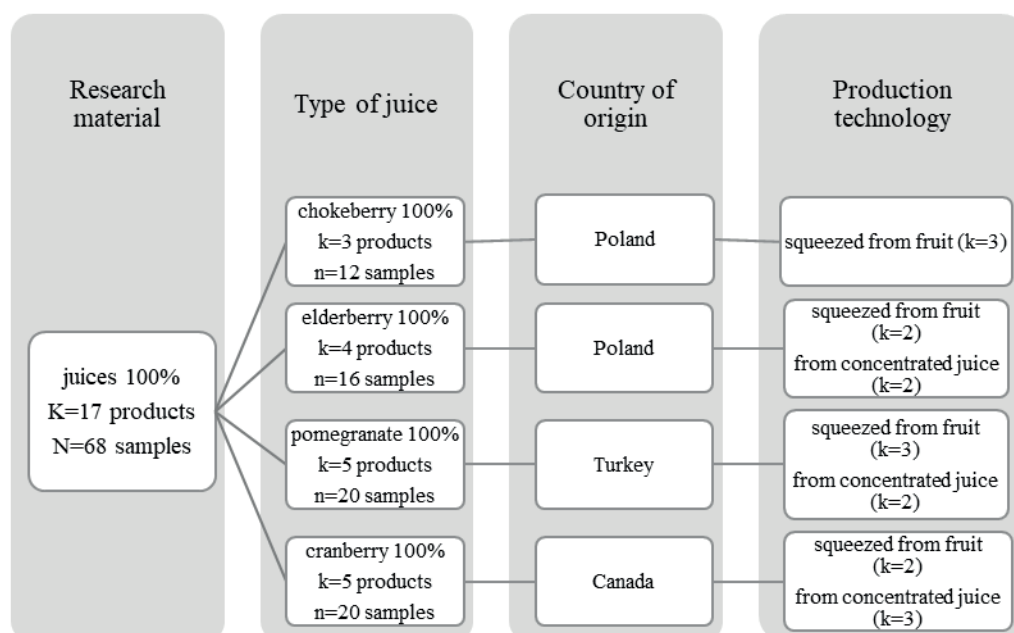 Research
material
Type of juice
Country of
origin
Production
technology
juices 100%
K=17 products
N=68 samples
chokeberry 100%
k=3 products
n=12 samples
Poland
squeezed from fruit (k=3)
elderberry 100%
k=4 products
n=16 samples
Poland
squeezed from fruit
(k=2)
from concentrated juice
(k=2)
pomegranate 100%
k=5 products
n=20 samples
Turkey
squeezed from fruit
(k=3)
from concentrated juice
(k=2)
cranberry 100%
k=5 products
n=20 samples
Canada
squeezed from fruit
(k=2)
from concentrated juice
(k=3)